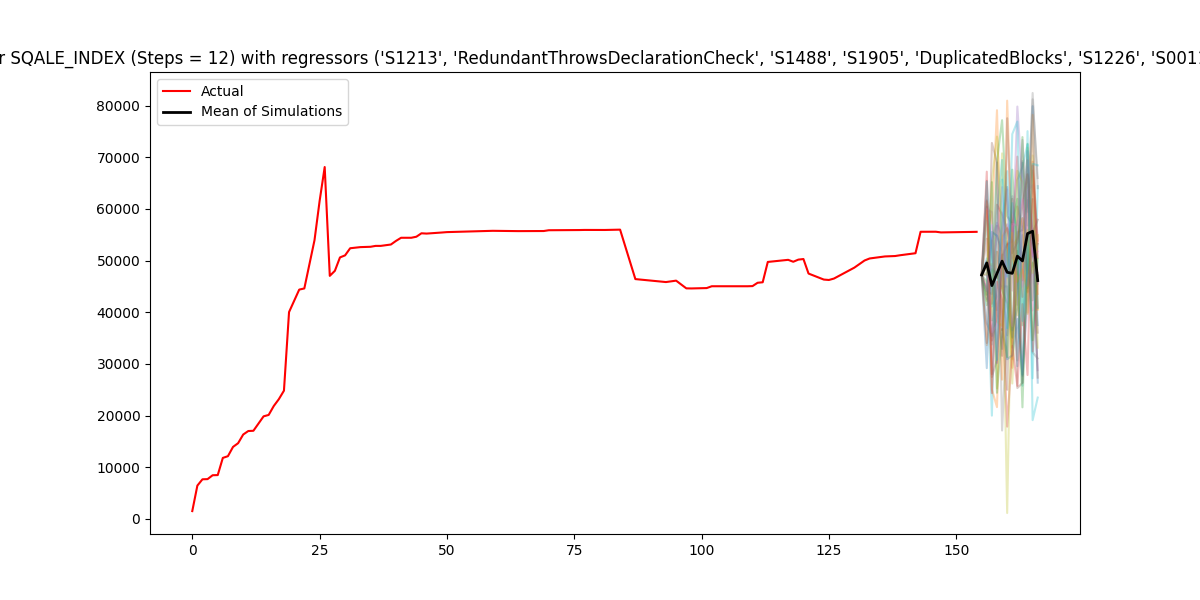 r SQALE_INDEX (Steps = 12) with regressors ('S1213', 'RedundantThrowsDeclarationCheck', 'S1488', 'S1905', 'DuplicatedBlocks', 'S1226', 'S001
Actual
Mean of Simulations
80000
70000
60000
50000
40000
30000
20000
10000
0
0 25 50 75 100 125 150